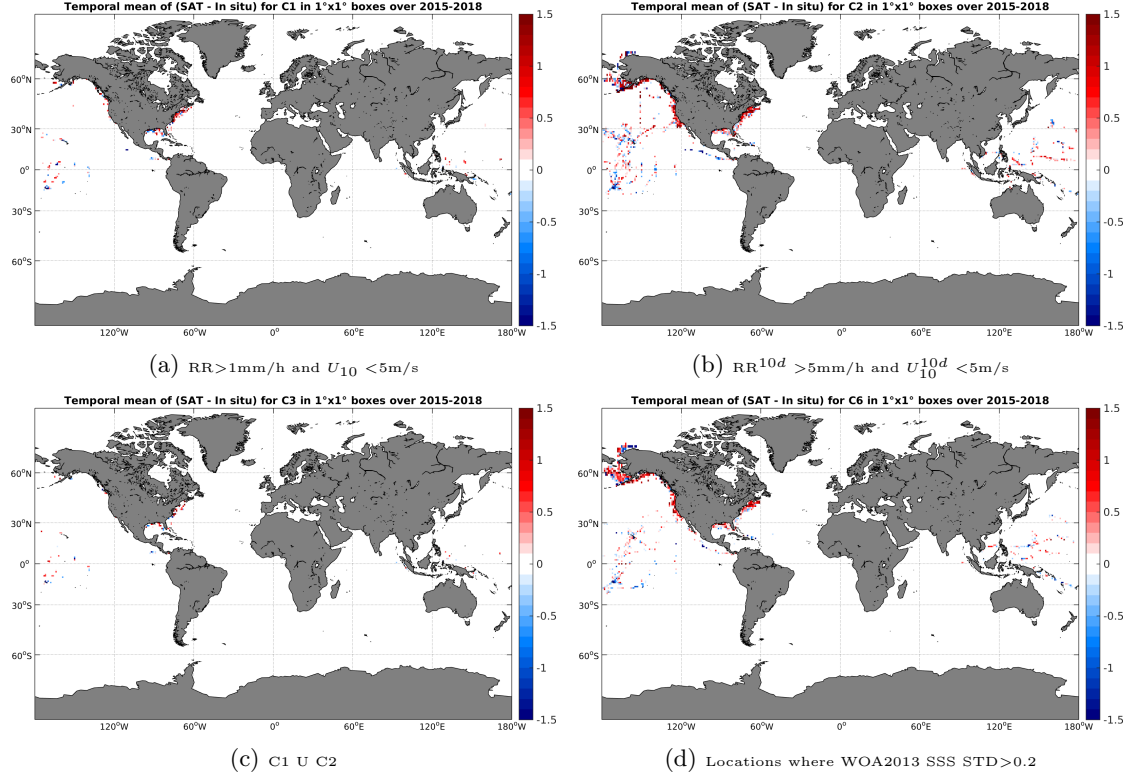 Temporal mean of (SAT - In situ) for C1 in 1°x1° boxes over 2015-2018
60°N
30°N
0°
30°S
60°S
120°W 60°W 0° 60°E 120°E 180°W
1.5
1
0.5
0
-0.5
-1
-1.5
(a) RR>1mm/h and U10 <5m/s
Temporal mean of (SAT - In situ) for C2 in 1°x1° boxes over 2015-2018
60°N
30°N
0°
30°S
60°S
120°W 60°W 0° 60°E 120°E 180°W
1.5
1
0.5
0
-0.5
-1
-1.5
(b) RR10d >5mm/h and U10d10 <5m/s
Temporal mean of (SAT - In situ) for C3 in 1°x1° boxes over 2015-2018
60°N
30°N
0°
30°S
60°S
120°W 60°W 0° 60°E 120°E 180°W
1.5
1
0.5
0
-0.5
-1
-1.5
(c) C1 U C2
Temporal mean of (SAT - In situ) for C6 in 1°x1° boxes over 2015-2018
60°N
30°N
0°
30°S
60°S
120°W 60°W 0° 60°E 120°E 180°W
1.5
1
0.5
0
-0.5
-1
-1.5
(d) Locations where WOA2013 SSS STD>0.2